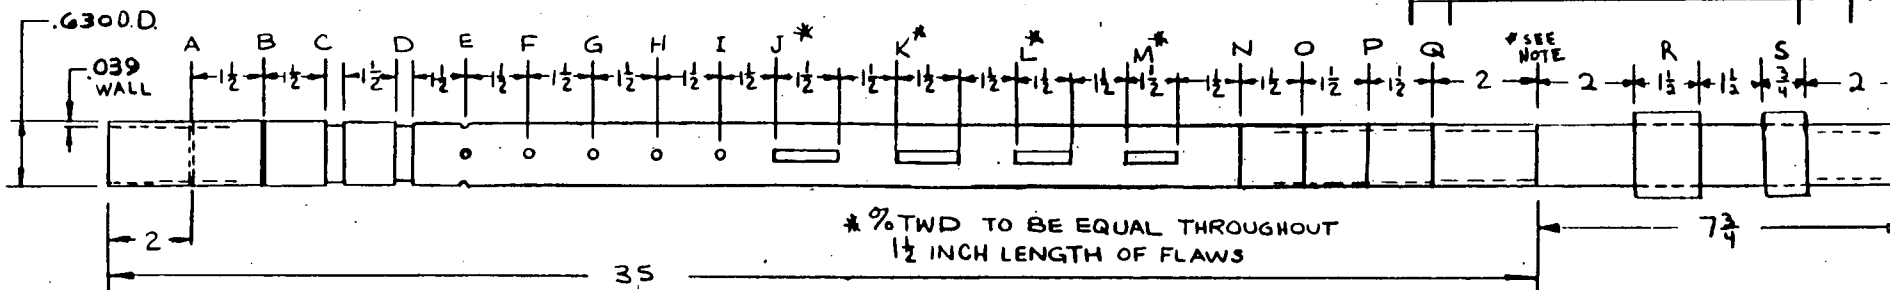 .630 O.D.
.039
WALL
A B C D E F G H I J* K* L* M* N O P Q *SEE NOTE R S
1½ 1½ 1½ 1½ 1½ 1½ 1½ 1½ 1½ 1½ 1½ 1½ 1½ 1½ 1½ 1½ 1½ 1½ 1½ 1½ 2 2 1½ 1½ ¾ 2
* % TWD TO BE EQUAL THROUGHOUT
1½ INCH LENGTH OF FLAWS
2
7¾
35